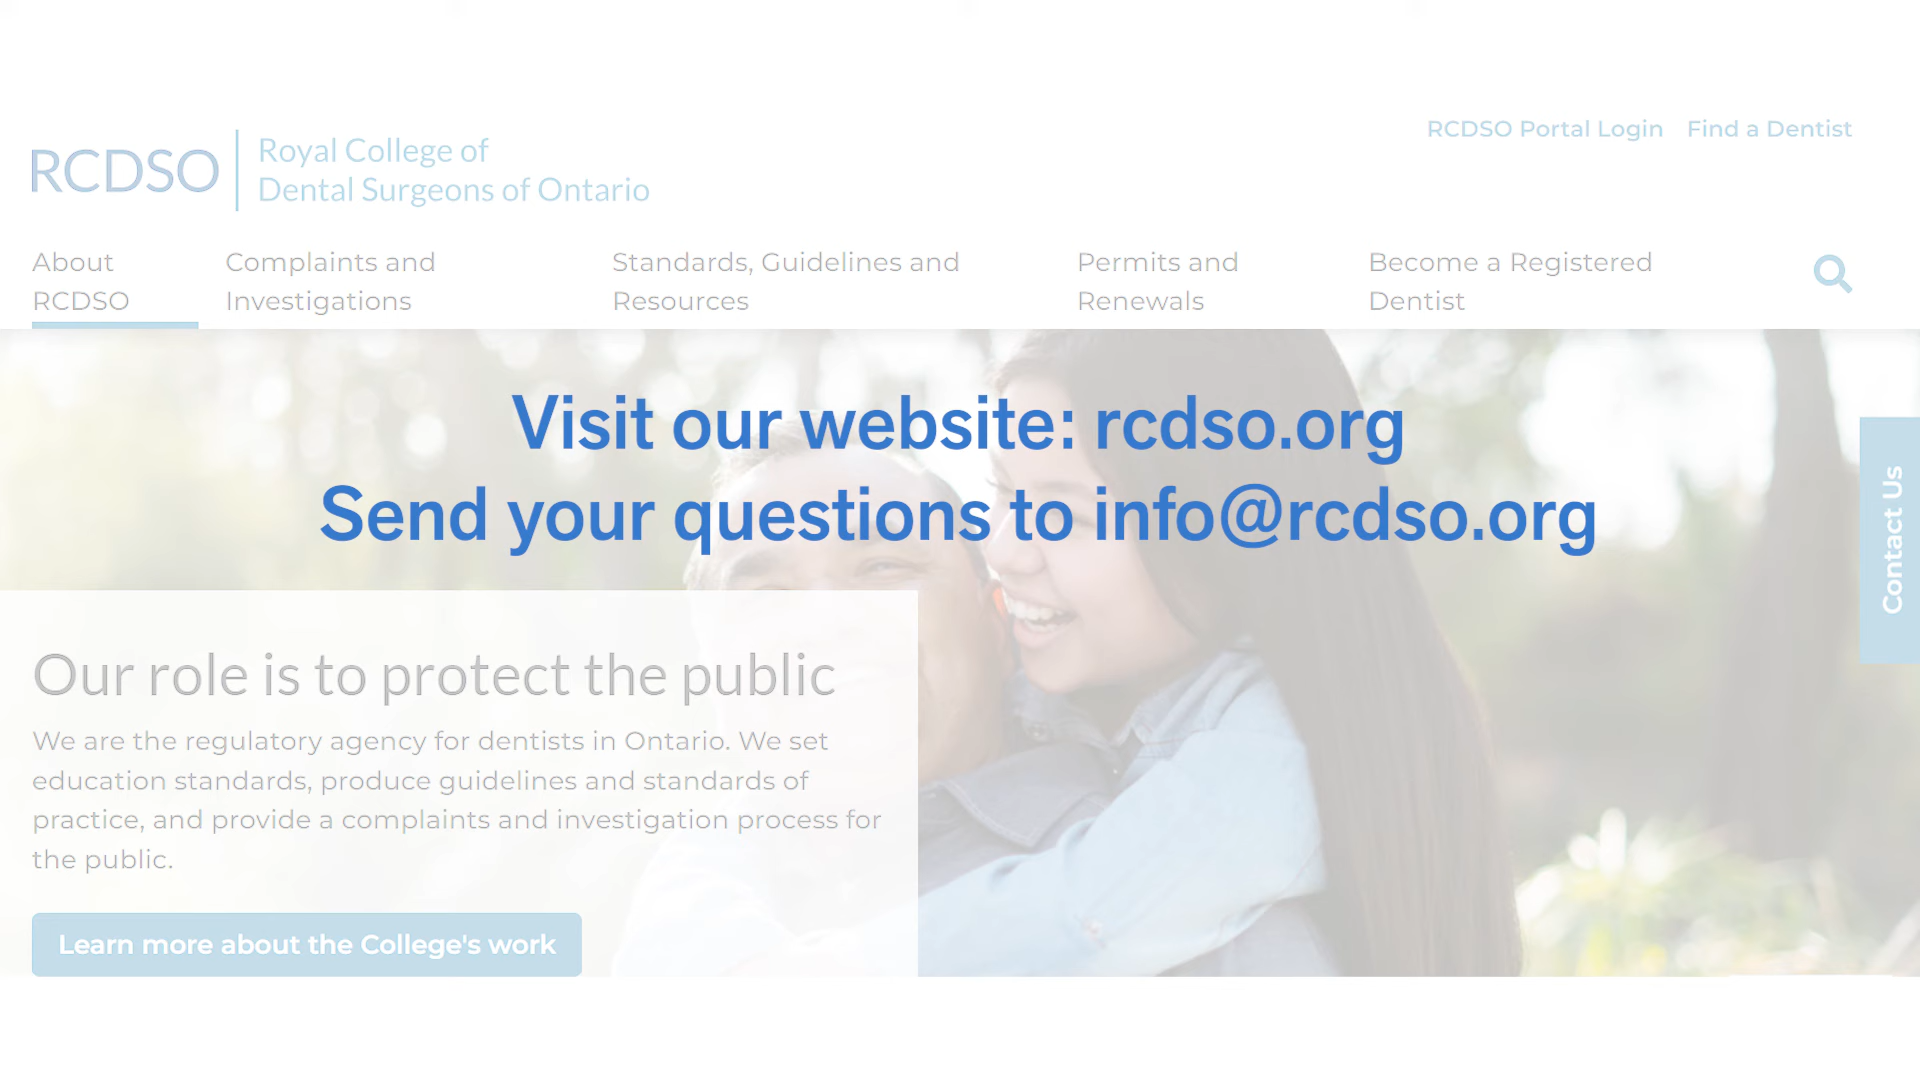 RCDSO Portal Login Find a Dentist
RCDSO
Royal College of
Dental Surgeons of Ontario
About
RCDSO
Complaints and
Investigations
Standards, Guidelines and
Resources
Permits and
Renewals
Become a Registered
Dentist
Visit our website: rcdso.org
Send your questions to info@rcdso.org
Contact Us
Our role is to protect the public
We are the regulatory agency for dentists in Ontario. We set
education standards, produce guidelines and standards of
practice, and provide a complaints and investigation process for
the public.
Learn more about the College's work